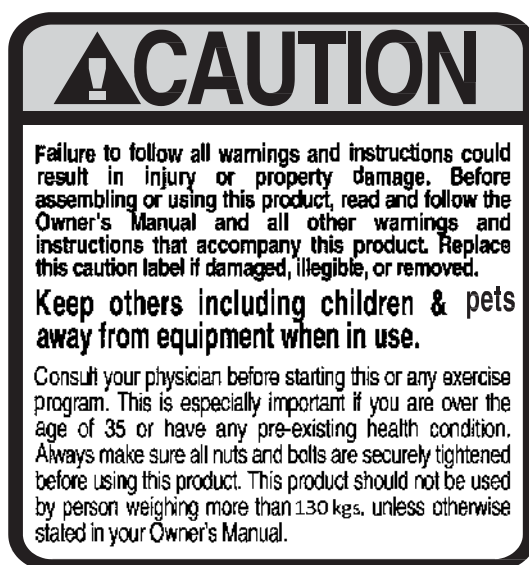 CAUTION
Failure to follow all warnings and instructions could
result in injury or property damage. Before
assembling or using this product, read and follow the
Owner's Manual and all other warnings and
instructions that accompany this product. Replace
this caution label if damaged, illegible, or removed.
Keep others including children & pets
away from equipment when in use.
Consult your physician before starting this or any exercise
program. This is especially important if you are over the
age of 35 or have any pre-existing health condition.
Always make sure all nuts and bolts are securely tightened
before using this product. This product should not be used
by person weighing more than 130 kgs. unless otherwise
stated in your Owner's Manual.